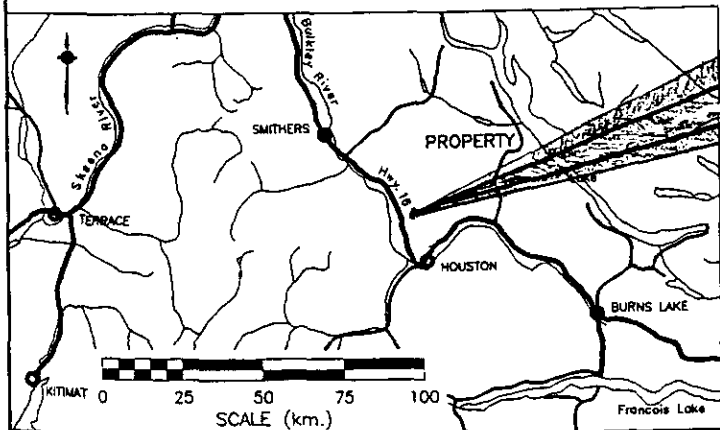 Bulkley River
Skeena River
SMITHERS
PROPERTY
Hwy. 16
TERRACE
HOUSTON
BURNS LAKE
KITIMAT
0 25 50 75 100
SCALE (km.)
Francois Lake